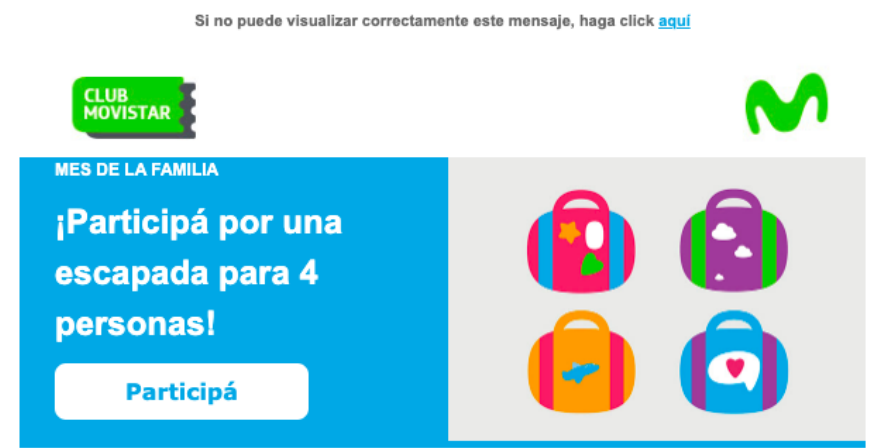 Si no puede visualizar correctamente este mensaje, haga click aquí
CLUB
MOVISTAR
MES DE LA FAMILIA
¡Participá por una
escapada para 4
personas!
Participá